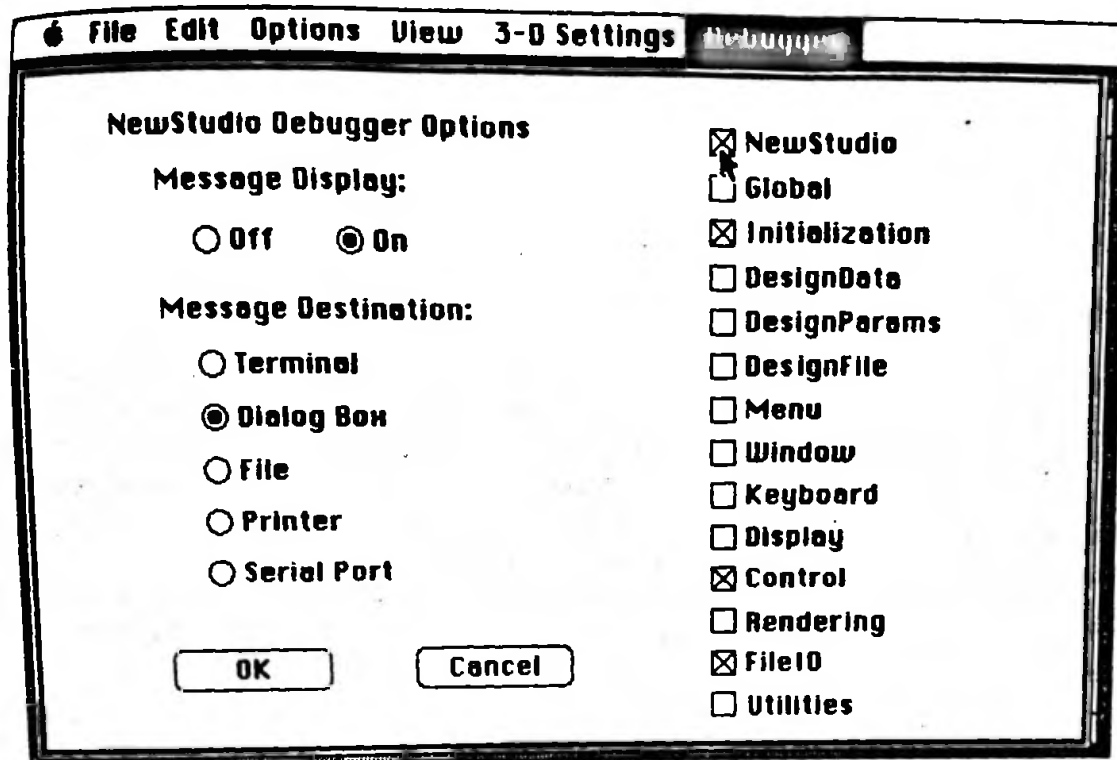 File Edit Options View 3-D Settings Debugger
NewStudio Debugger Options
Message Display:
Off On
Message Destination:
Terminal
Dialog Box
File
Printer
Serial Port
OK Cancel
NewStudio
Global
Initialization
DesignData
DesignParams
DesignFile
Menu
Window
Keyboard
Display
Control
Rendering
FileIO
Utilities